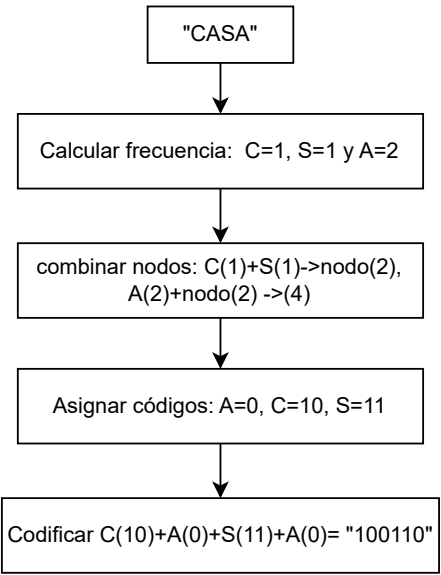 "CASA"
Calcular frecuencia:  C=1, S=1 y A=2
combinar nodos: C(1)+S(1)->nodo(2),
A(2)+nodo(2) ->(4)
Asignar códigos: A=0, C=10, S=11
Codificar C(10)+A(0)+S(11)+A(0)= "100110"